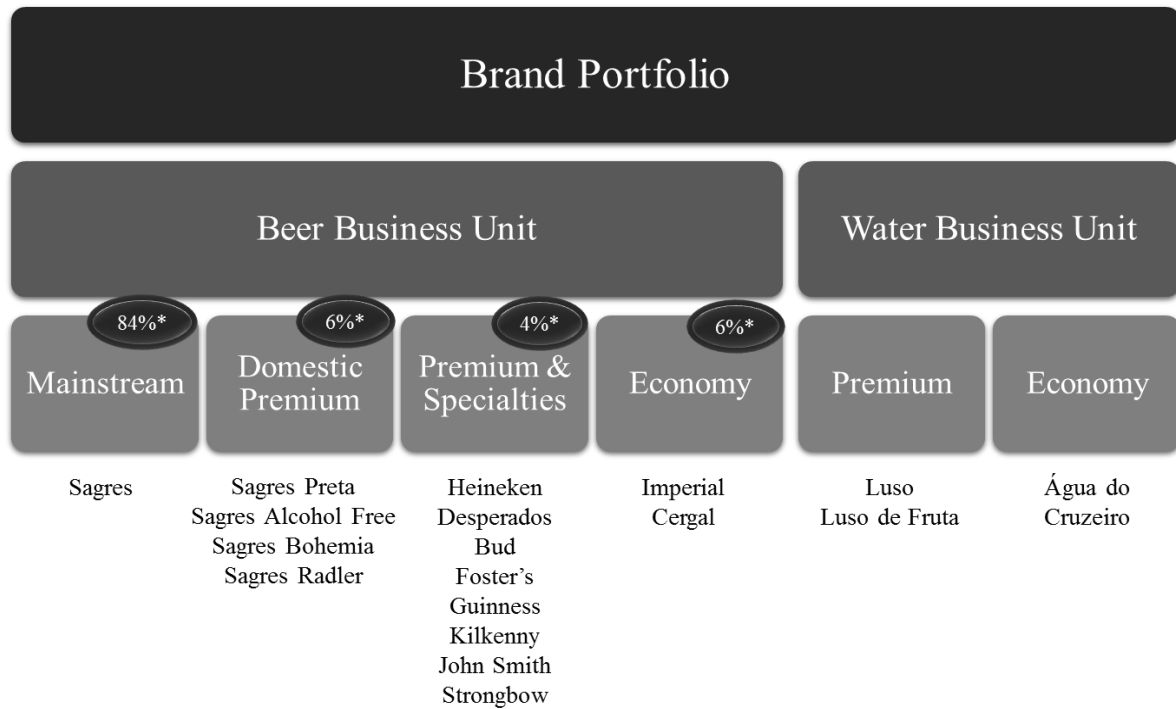 Brand Portfolio
Beer Business Unit
Water Business Unit
84%*
6%*
4%*
6%*
Mainstream
Domestic
Premium
Premium &
Specialties
Economy
Premium
Economy
Sagres
Sagres Preta
Sagres Alcohol Free
Sagres Bohemia
Sagres Radler
Heineken
Desperados
Bud
Foster’s
Guinness
Kilkenny
John Smith
Strongbow
Imperial
Cergal
Luso
Luso de Fruta
Água do
Cruzeiro